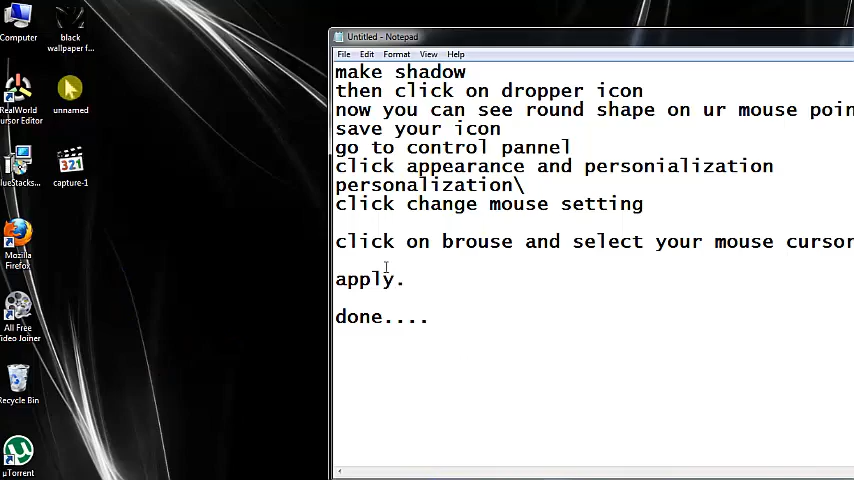 Computer
black
wallpaper f...
RealWorld
Cursor Editor
unnamed
BlueStacks...
321
capture-1
Mozilla
Firefox
All Free
Video Joiner
Recycle Bin
µTorrent
Untitled - Notepad
File Edit Format View Help
make shadow
then click on dropper icon
now you can see round shape on ur mouse poin
save your icon
go to control pannel
click appearance and personialization
personalization\
click change mouse setting
click on brouse and select your mouse cursor
apply.
done....